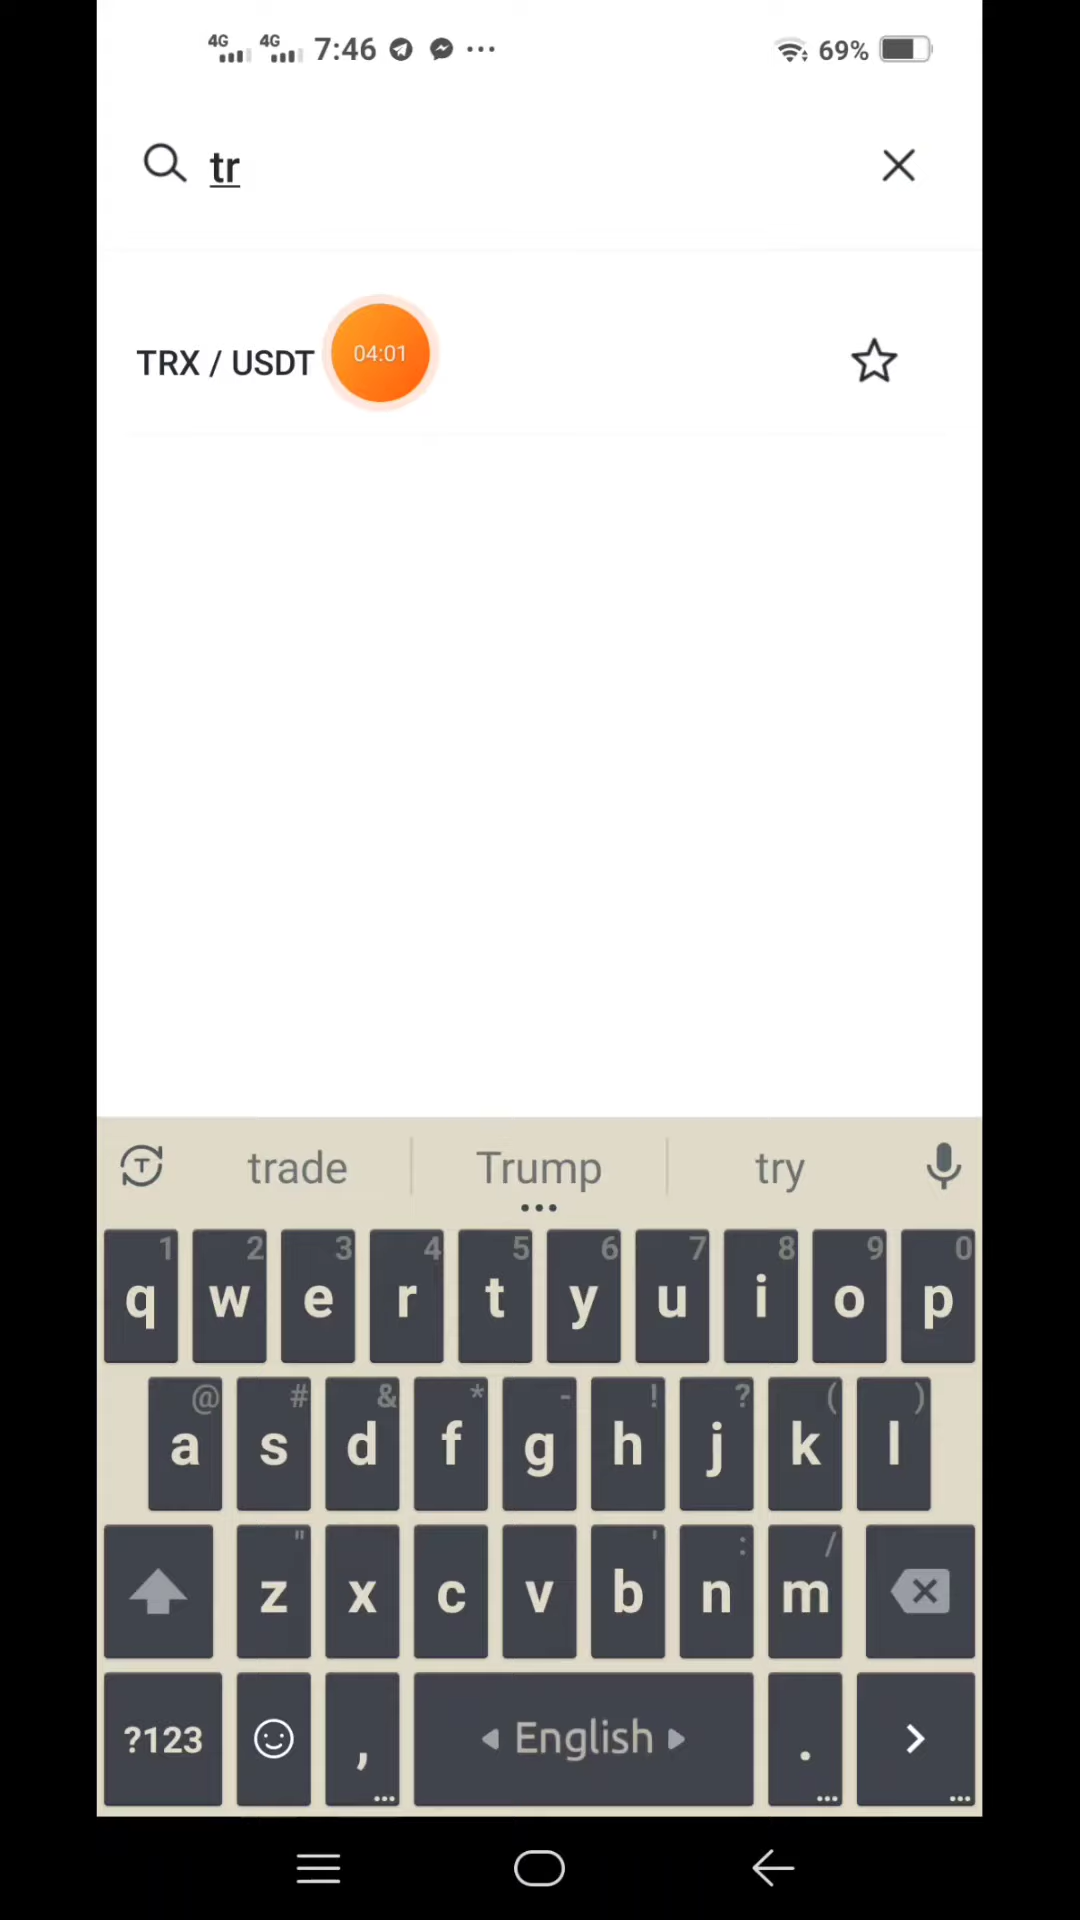 4G 4G 7:46 69%
tr
TRX / USDT 04:01
trade Trump try
1 2 3 4 5 6 7 8 9 0
q w e r t y u i o p
@ # & * - ! ? ( )
a s d f g h j k l
" ' : /
z x c v b n m
?123 , English .